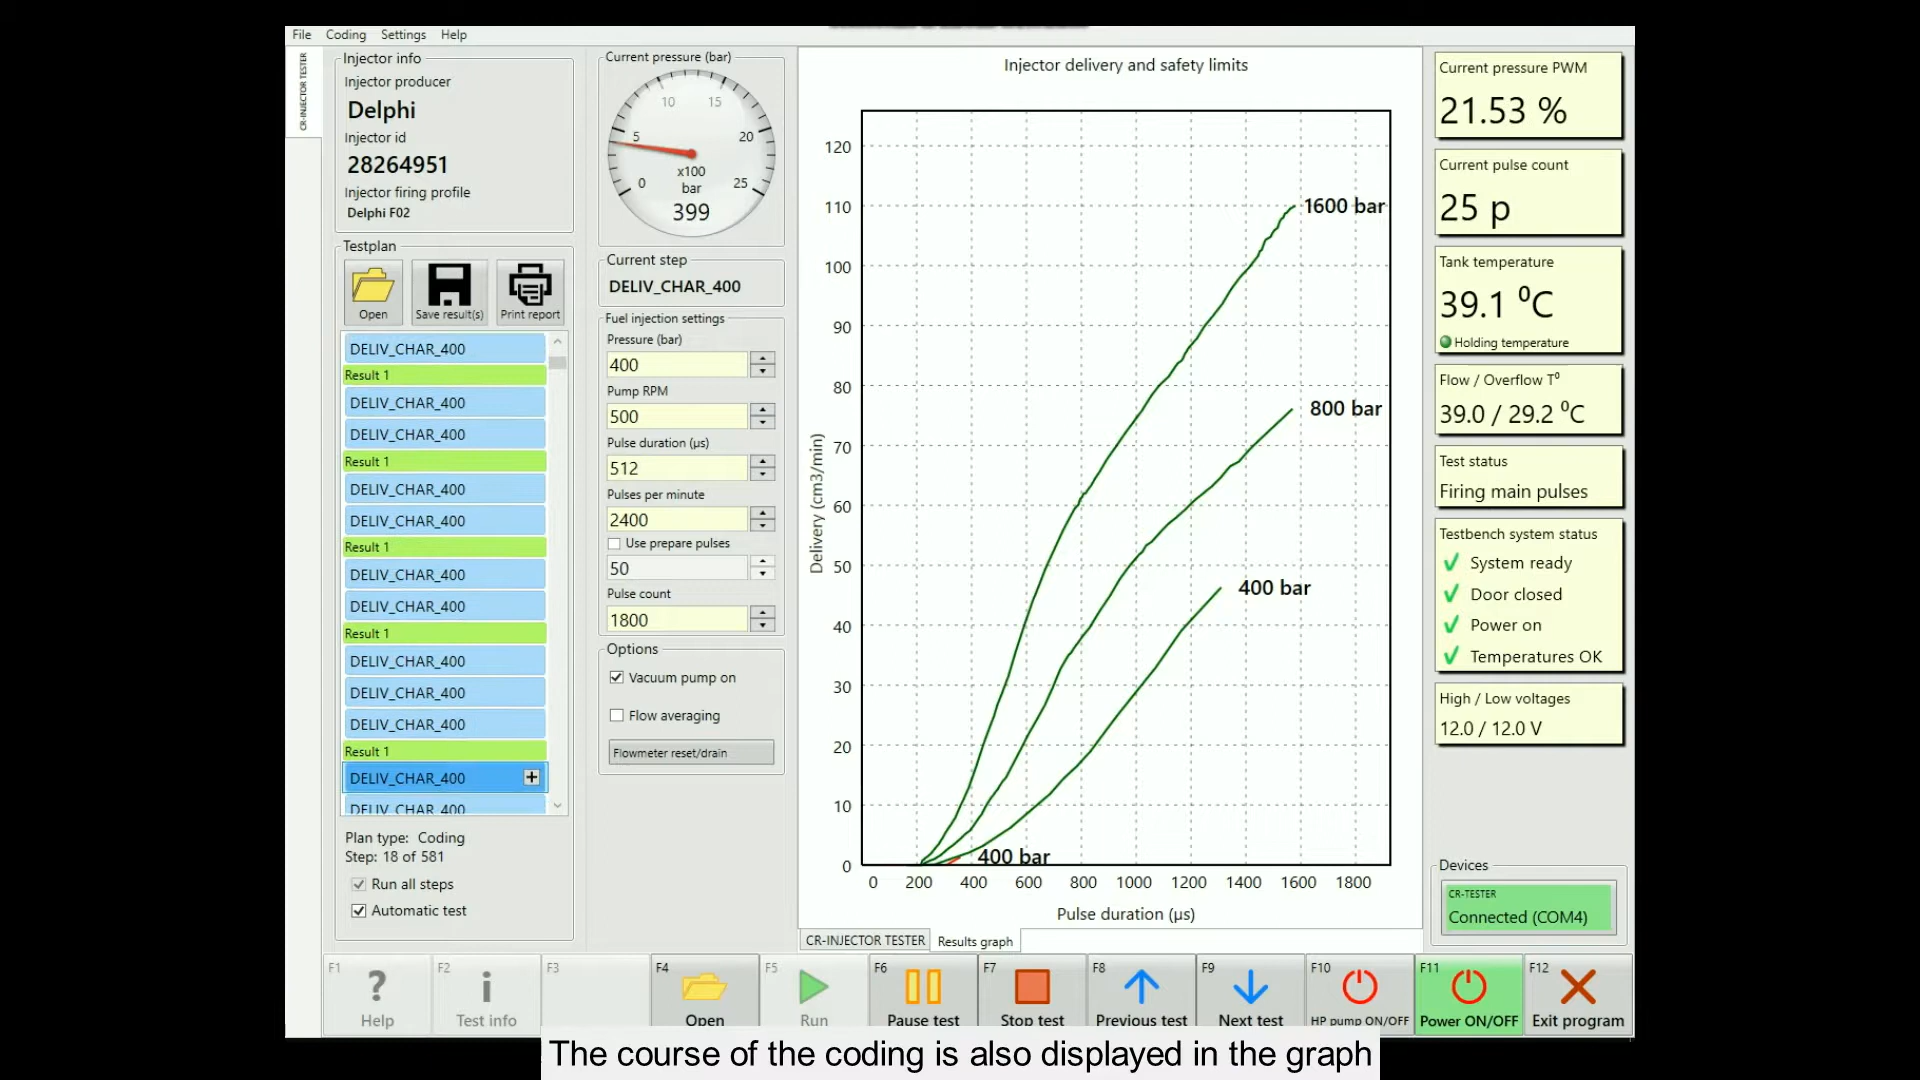 File Coding Settings Help
CR-INJECTOR TESTER
Injector info
Injector producer
Delphi
Injector id
28264951
Injector firing profile
Delphi F02
Testplan
Open Save result(s) Print report
DELIV_CHAR_400
Result 1
DELIV_CHAR_400
DELIV_CHAR_400
Result 1
DELIV_CHAR_400
DELIV_CHAR_400
Result 1
DELIV_CHAR_400
DELIV_CHAR_400
Result 1
DELIV_CHAR_400
DELIV_CHAR_400
DELIV_CHAR_400
Result 1
DELIV_CHAR_400
DELIV_CHAR_400
Plan type: Coding
Step: 18 of 581
Run all steps
Automatic test
Current pressure (bar)
0 5 10 15 20 25
x100
bar
399
Current step
DELIV_CHAR_400
Fuel injection settings
Pressure (bar)
400
Pump RPM
500
Pulse duration (µs)
512
Pulses per minute
2400
Use prepare pulses
50
Pulse count
1800
Options
Vacuum pump on
Flow averaging
Flowmeter reset/drain
Injector delivery and safety limits
Delivery (cm3/min)
120
110
100
90
80
70
60
50
40
30
20
10
0
1600 bar
800 bar
400 bar
400 bar
0 200 400 600 800 1000 1200 1400 1600 1800
Pulse duration (µs)
CR-INJECTOR TESTER Results graph
Current pressure PWM
21.53 %
Current pulse count
25 p
Tank temperature
39.1 ⁰C
Holding temperature
Flow / Overflow T⁰
39.0 / 29.2 ⁰C
Test status
Firing main pulses
Testbench system status
System ready
Door closed
Power on
Temperatures OK
High / Low voltages
12.0 / 12.0 V
Devices
CR-TESTER
Connected (COM4)
F1 Help
F2 Test info
F3
F4 Open
F5 Run
F6 Pause test
F7 Stop test
F8 Previous test
F9 Next test
F10 HP pump ON/OFF
F11 Power ON/OFF
F12 Exit program
The course of the coding is also displayed in the graph